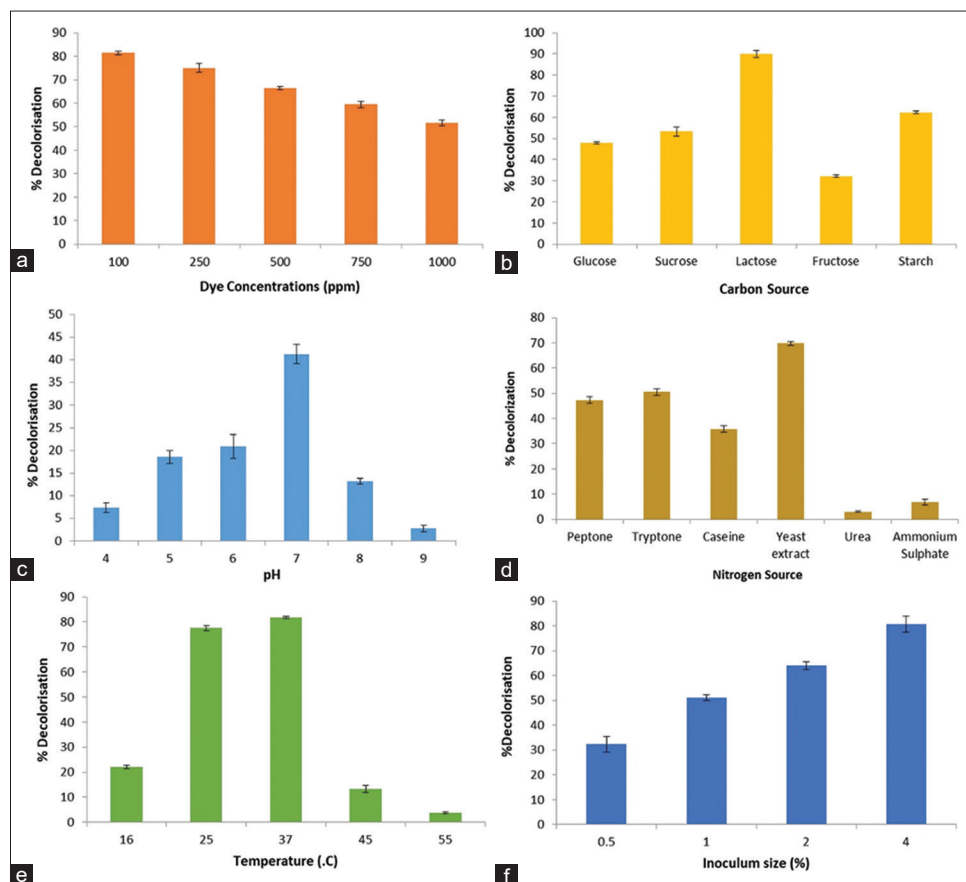 90
80
70
60
50
40
30
20
10
0
% Decolorisation
100 250 500 750 1000
Dye Concentrations (ppm)
a
100
90
80
70
60
50
40
30
20
10
0
% Decolorisation
Glucose Sucrose Lactose Fructose Starch
Carbon Source
b
50
45
40
35
30
25
20
15
10
5
0
% Decolorisation
4 5 6 7 8 9
pH
c
80
70
60
50
40
30
20
10
0
% Decolorization
Peptone Tryptone Caseine Yeast Urea Ammonium
extract Sulphate
Nitrogen Source
d
90
80
70
60
50
40
30
20
10
0
% Decolorisation
16 25 37 45 55
Temperature (.C)
e
90
80
70
60
50
40
30
20
10
0
%Decolorisation
0.5 1 2 4
Inoculum size (%)
f